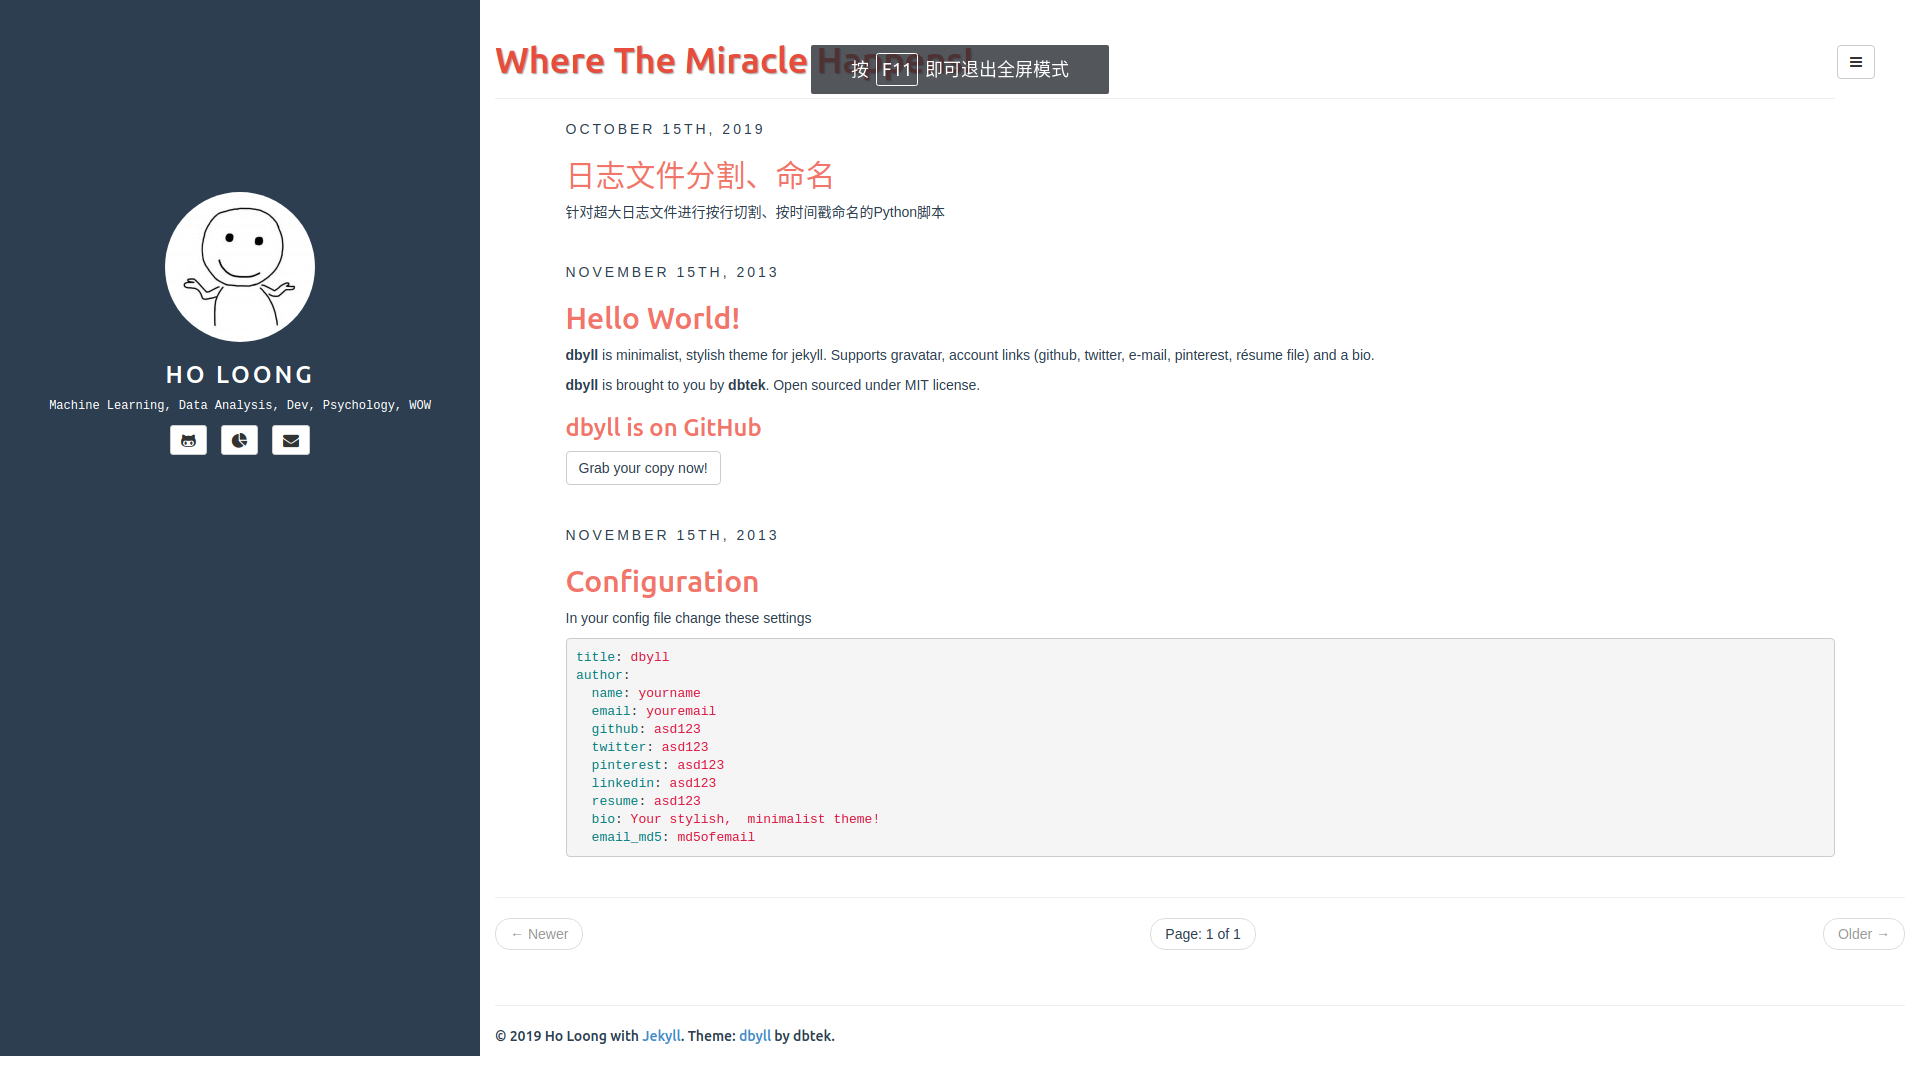 HO LOONG
Machine Learning, Data Analysis, Dev, Psychology, WOW
Where The Miracle Happens!
按 F11 即可退出全屏模式
OCTOBER 15TH, 2019
日志文件分割、命名
针对超大日志文件进行按行切割、按时间戳命名的Python脚本
NOVEMBER 15TH, 2013
Hello World!
dbyll is minimalist, stylish theme for jekyll. Supports gravatar, account links (github, twitter, e-mail, pinterest, résume file) and a bio.
dbyll is brought to you by dbtek. Open sourced under MIT license.
dbyll is on GitHub
Grab your copy now!
NOVEMBER 15TH, 2013
Configuration
In your config file change these settings
title: dbyll
author:
  name: yourname
  email: youremail
  github: asd123
  twitter: asd123
  pinterest: asd123
  linkedin: asd123
  resume: asd123
  bio: Your stylish,  minimalist theme!
  email_md5: md5ofemail
← Newer
Page: 1 of 1
Older →
© 2019 Ho Loong with Jekyll. Theme: dbyll by dbtek.